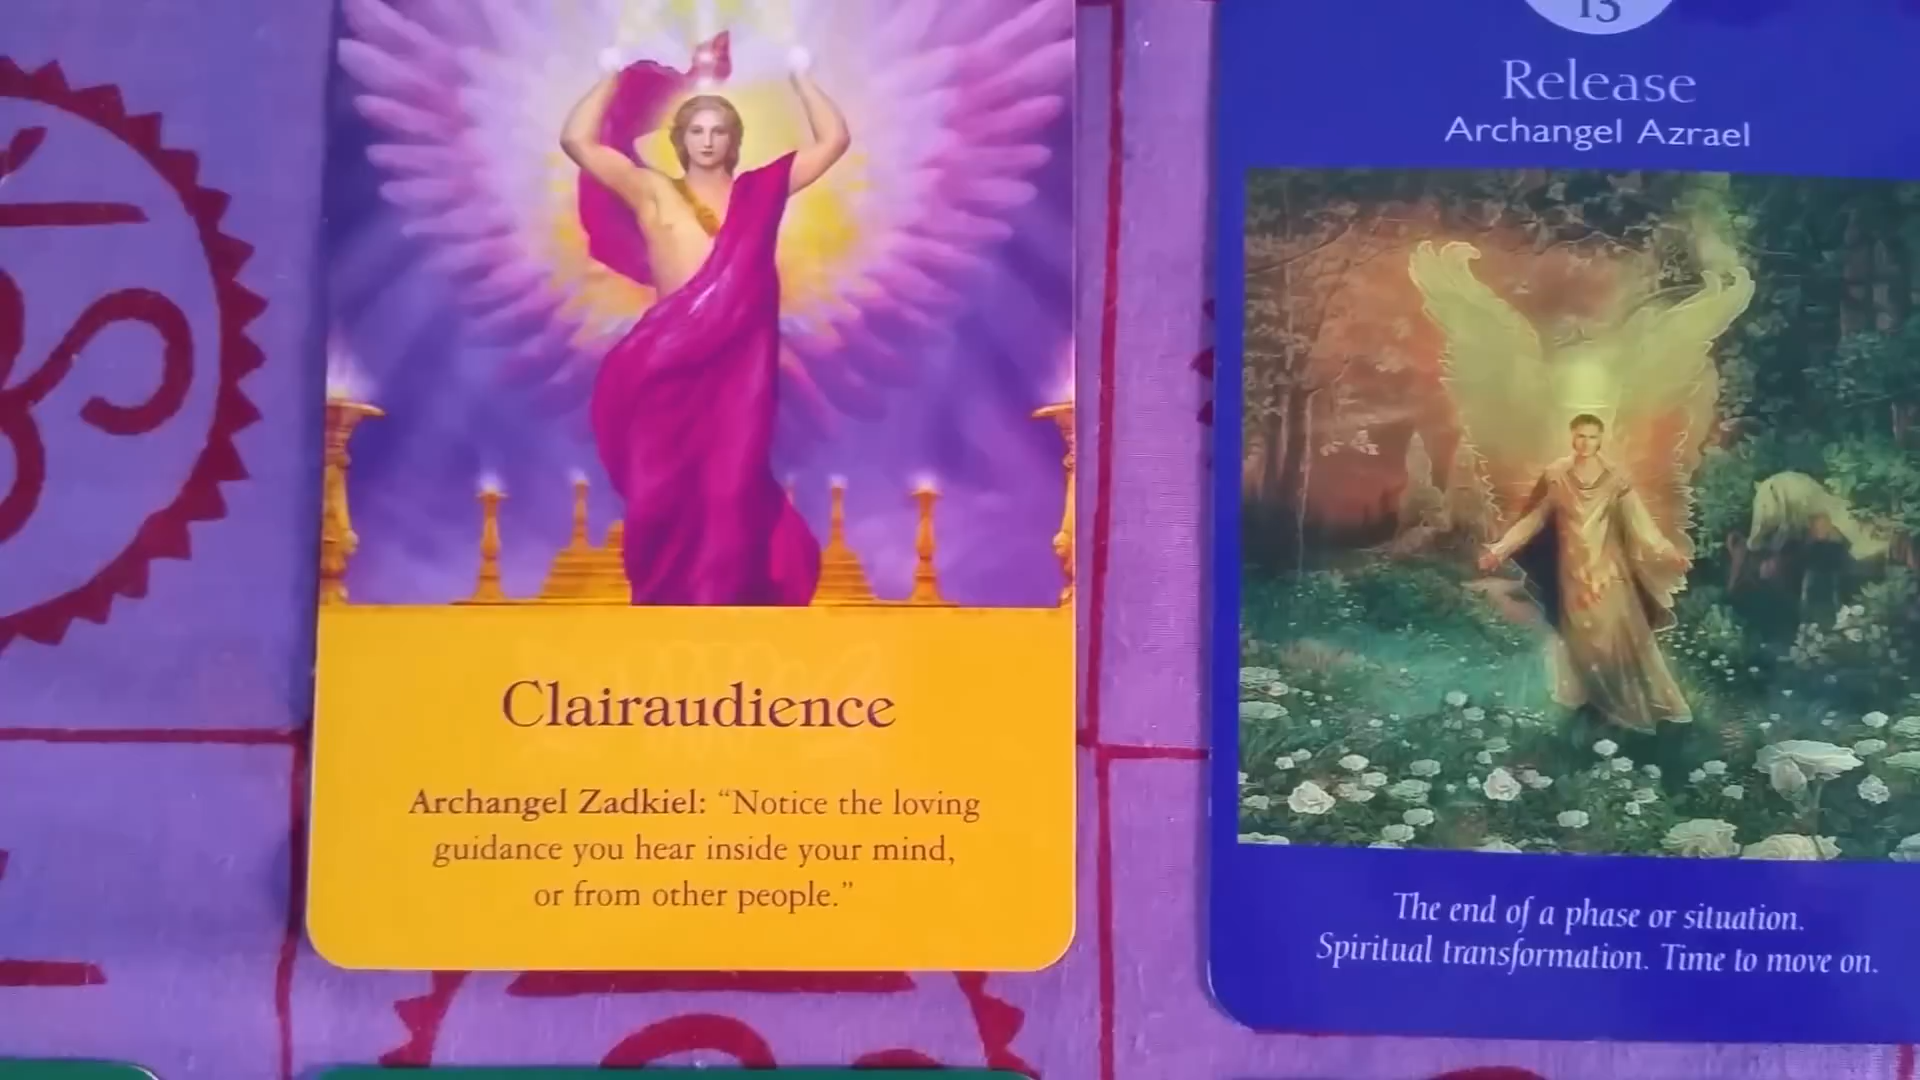 Clairaudience
Archangel Zadkiel: “Notice the loving
guidance you hear inside your mind,
or from other people.”
13
Release
Archangel Azrael
The end of a phase or situation.
Spiritual transformation. Time to move on.